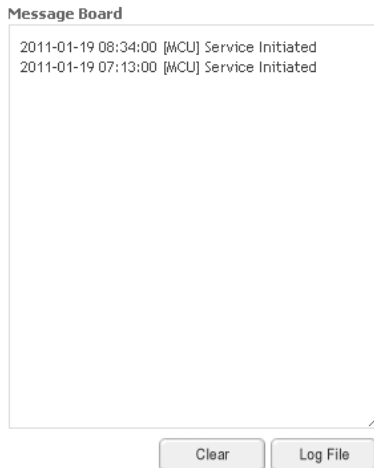 Message Board
2011-01-19 08:34:00 [MCU] Service Initiated
2011-01-19 07:13:00 [MCU] Service Initiated
Clear
Log File